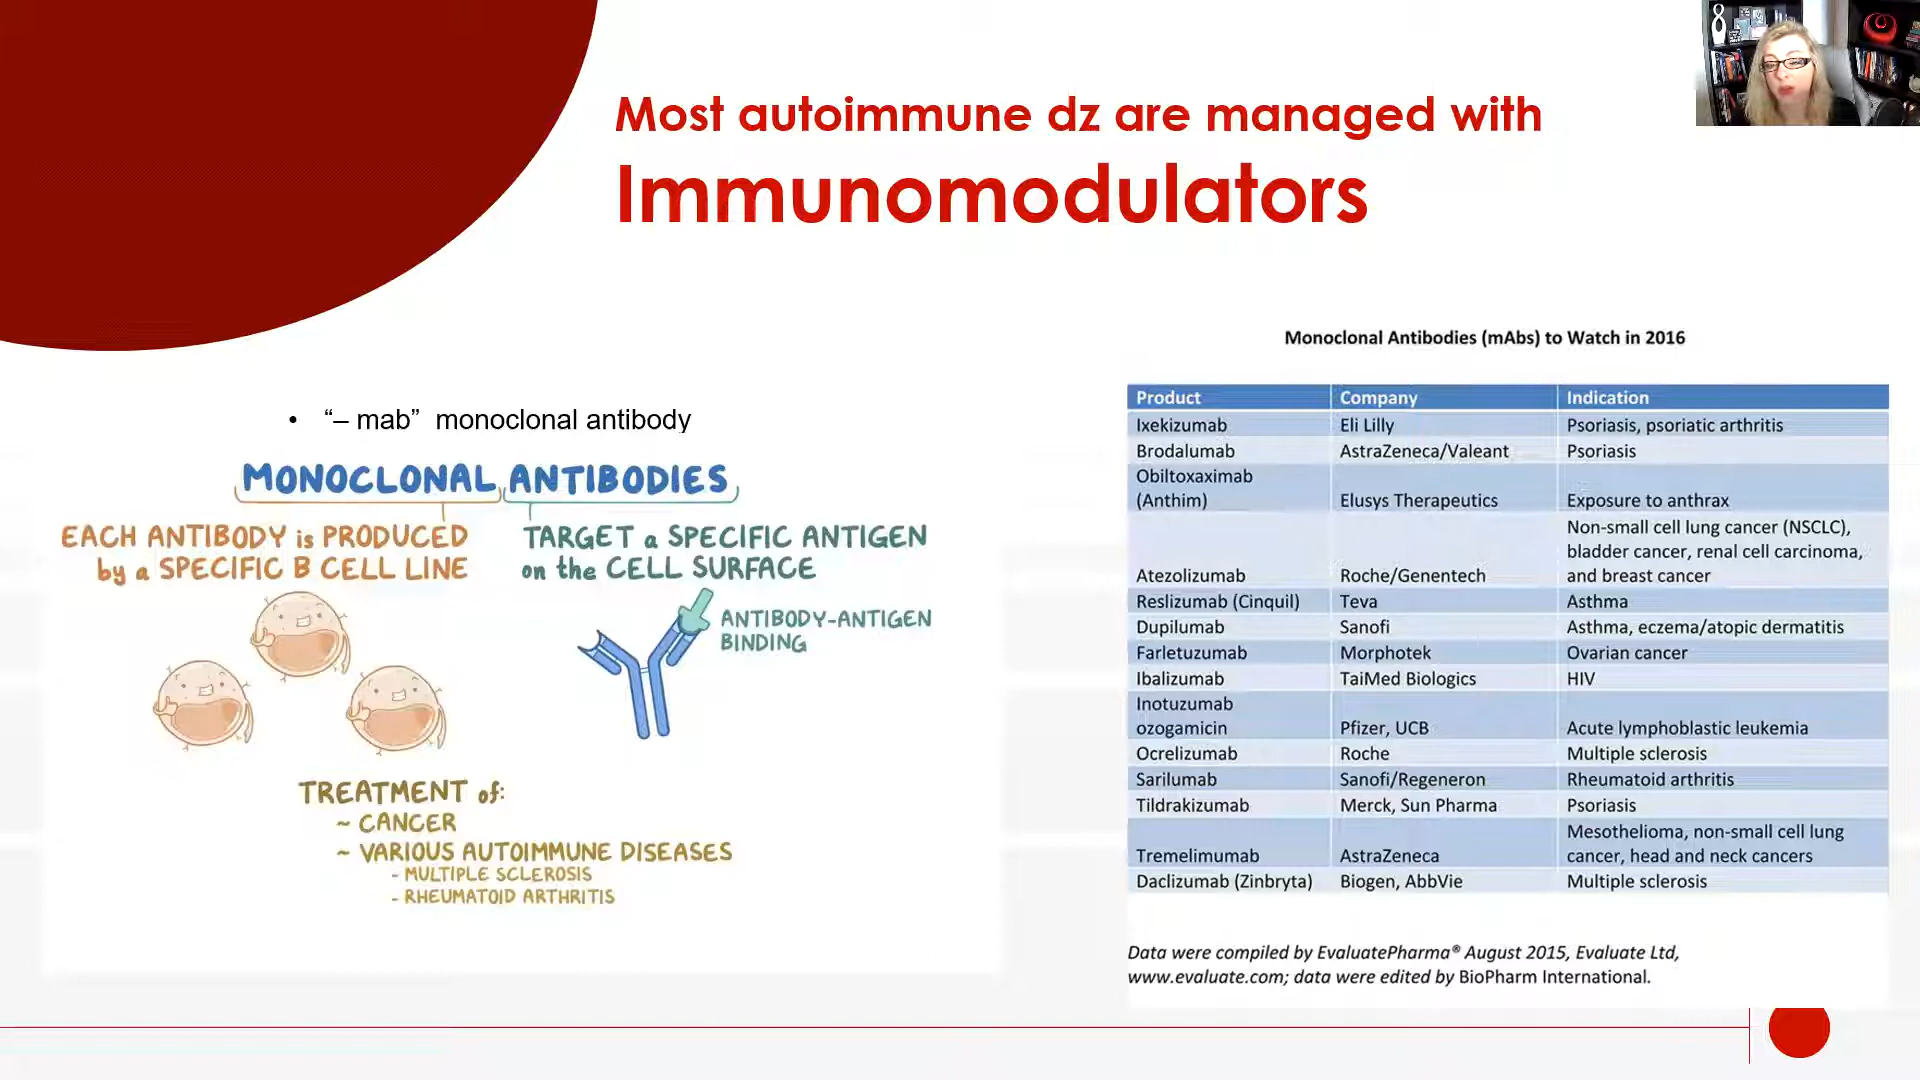 Most autoimmune dz are managed with
Immunomodulators
• “– mab” monoclonal antibody
MONOCLONAL ANTIBODIES
EACH ANTIBODY is PRODUCED
by a SPECIFIC B CELL LINE
TARGET a SPECIFIC ANTIGEN
on the CELL SURFACE
ANTIBODY-ANTIGEN
BINDING
TREATMENT of:
~ CANCER
~ VARIOUS AUTOIMMUNE DISEASES
- MULTIPLE SCLEROSIS
- RHEUMATOID ARTHRITIS
Monoclonal Antibodies (mAbs) to Watch in 2016
Product Company Indication
Ixekizumab Eli Lilly Psoriasis, psoriatic arthritis
Brodalumab AstraZeneca/Valeant Psoriasis
Obiltoxaximab
(Anthim) Elusys Therapeutics Exposure to anthrax
Non-small cell lung cancer (NSCLC),
bladder cancer, renal cell carcinoma,
Atezolizumab Roche/Genentech and breast cancer
Reslizumab (Cinquil) Teva Asthma
Dupilumab Sanofi Asthma, eczema/atopic dermatitis
Farletuzumab Morphotek Ovarian cancer
Ibalizumab TaiMed Biologics HIV
Inotuzumab
ozogamicin Pfizer, UCB Acute lymphoblastic leukemia
Ocrelizumab Roche Multiple sclerosis
Sarilumab Sanofi/Regeneron Rheumatoid arthritis
Tildrakizumab Merck, Sun Pharma Psoriasis
Mesothelioma, non-small cell lung
Tremelimumab AstraZeneca cancer, head and neck cancers
Daclizumab (Zinbryta) Biogen, AbbVie Multiple sclerosis
Data were compiled by EvaluatePharma® August 2015, Evaluate Ltd,
www.evaluate.com; data were edited by BioPharm International.